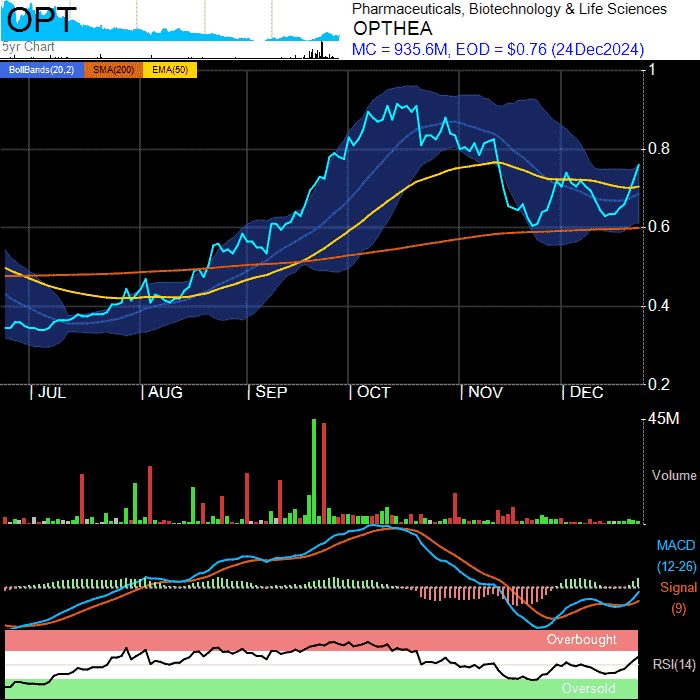 OPT
5yr Chart
Pharmaceuticals, Biotechnology & Life Sciences
OPTHEA
MC = 935.6M, EOD = $0.76 (24Dec2024)
BollBands(20,2) SMA(200) EMA(50)
1
0.8
0.6
0.4
0.2
JUL AUG SEP OCT NOV DEC
45M
Volume
MACD
(12-26)
Signal
(9)
Overbought
RSI(14)
Oversold